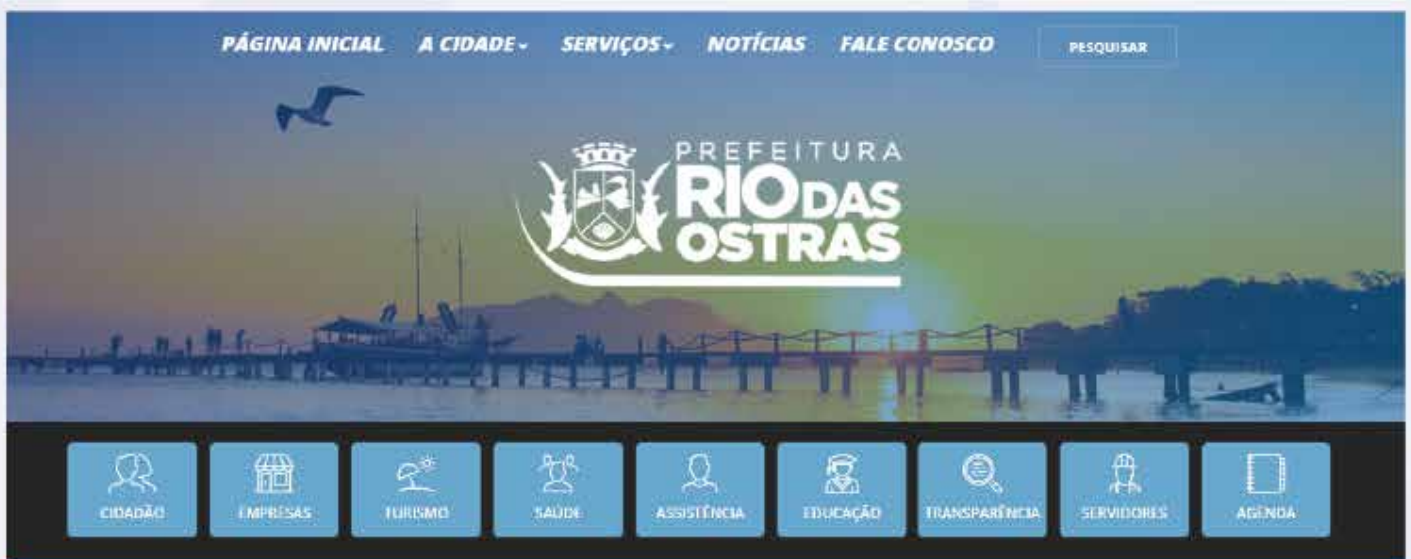 PÁGINA INICIAL A CIDADE SERVIÇOS NOTÍCIAS FALE CONOSCO PESQUISAR
PREFEITURA
RIO DAS
OSTRAS
CIDADÃO EMPRESAS TURISMO SAÚDE ASSISTÊNCIA EDUCAÇÃO TRANSPARÊNCIA SERVIDORES AGENDA